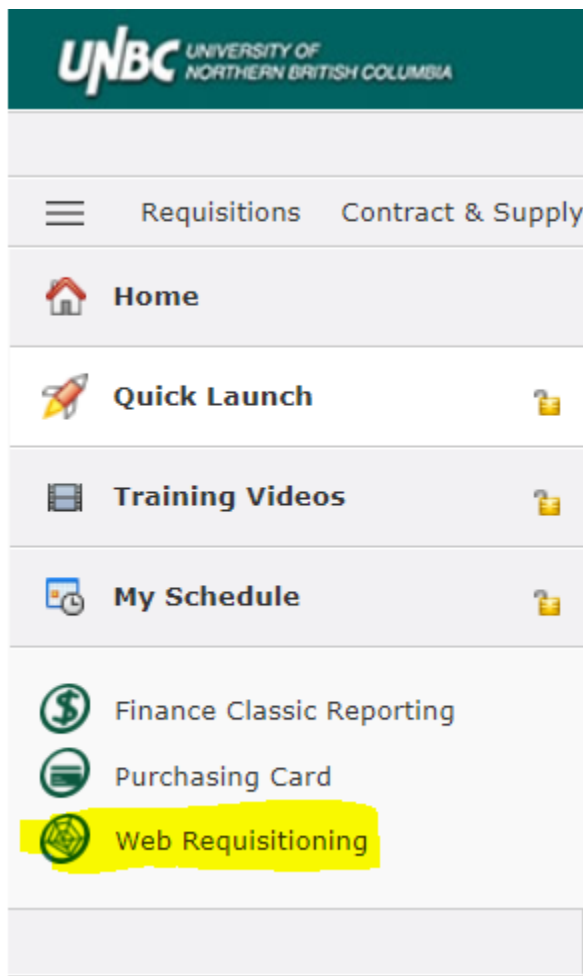 UNBC UNIVERSITY OF
NORTHERN BRITISH COLUMBIA
Requisitions Contract & Supply
Home
Quick Launch
Training Videos
My Schedule
Finance Classic Reporting
Purchasing Card
Web Requisitioning